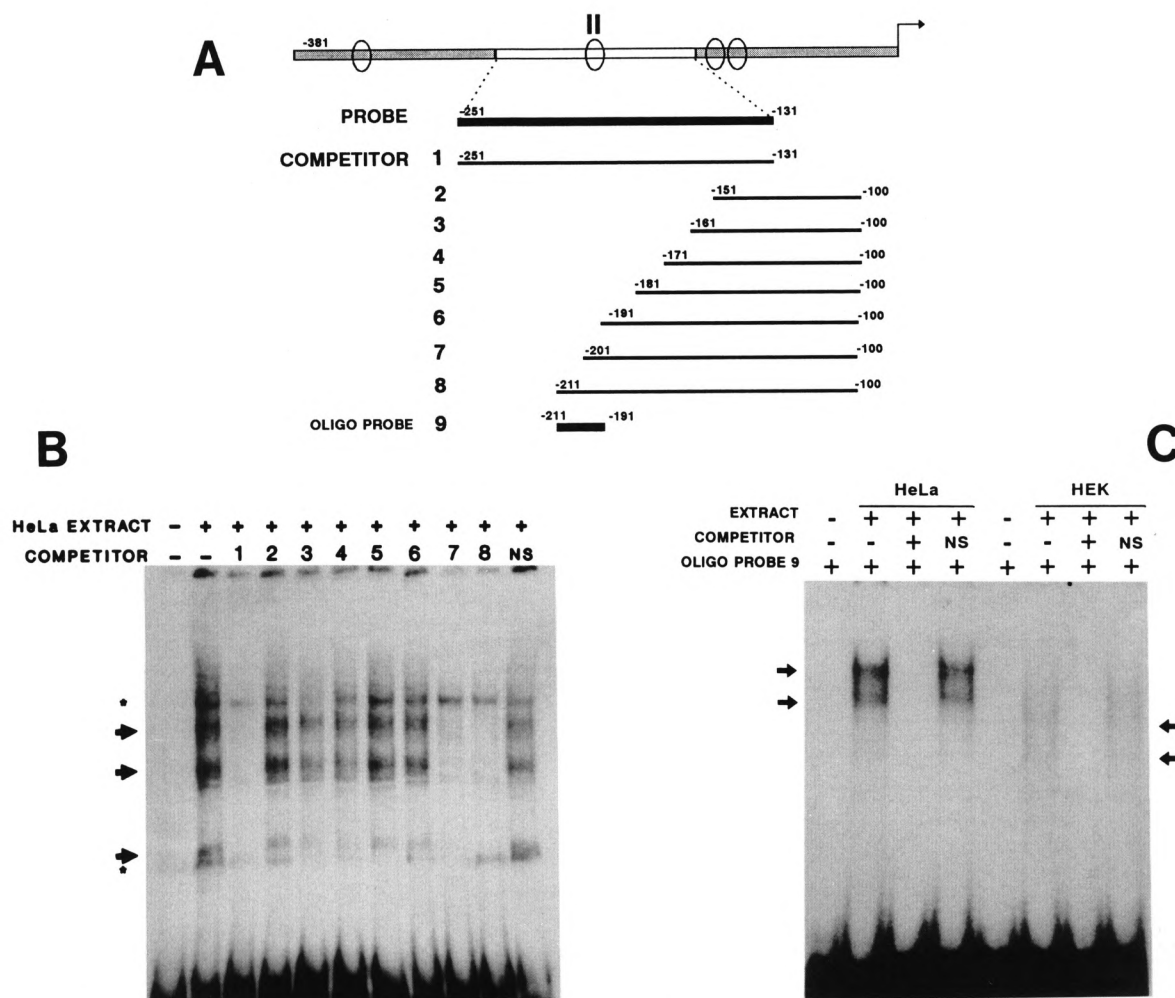 A
II
-381
PROBE -251 -131
COMPETITOR 1 -251 -131
2 -151 -100
3 -161 -100
4 -171 -100
5 -181 -100
6 -191 -100
7 -201 -100
8 -211 -100
OLIGO PROBE 9 -211 -191
B
HeLa EXTRACT - + + + + + + + + + +
COMPETITOR - - 1 2 3 4 5 6 7 8 NS
*
*
C
HeLa HEK
EXTRACT - + + + - + + +
COMPETITOR - - + NS - - + NS
OLIGO PROBE 9 + + + + + + + +